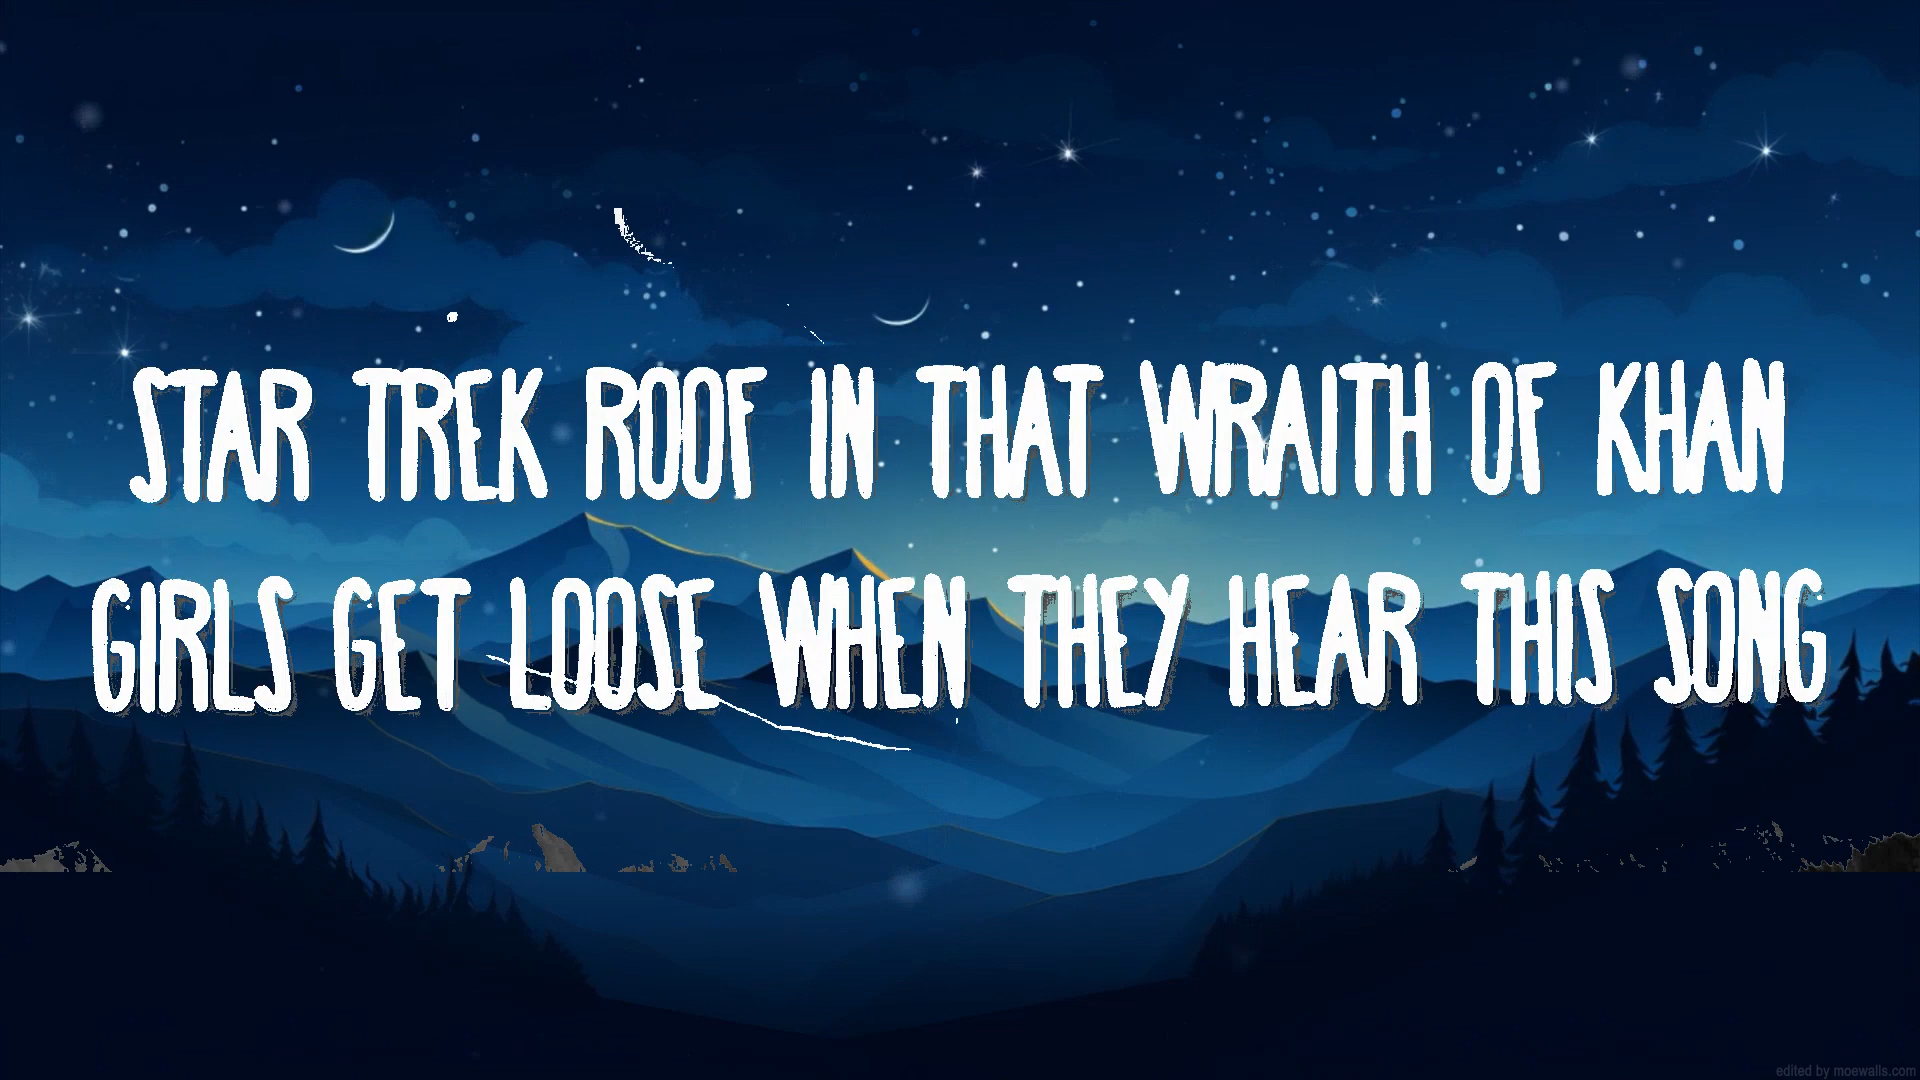 STAR TREK ROOF IN THAT WRAITH OF KHAN
GIRLS GET LOOSE WHEN THEY HEAR THIS SONG
edited by moewalls.com